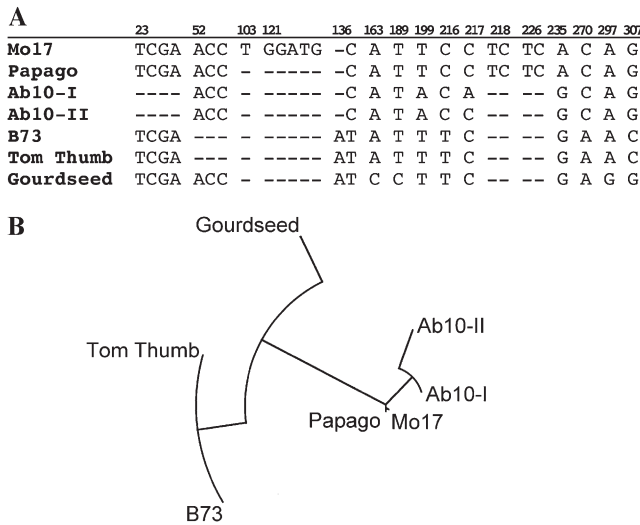 A
23 52 103 121 136 163 189 199 216 217 218 226 235 270 297 307
Mo17 TCGA ACC T GGATG -C A T T C C TC TC A C A G
Papago TCGA ACC - ----- -C A T T C C TC TC A C A G
Ab10-I ---- ACC - ----- -C A T A C A -- -- G C A G
Ab10-II ---- ACC - ----- -C A T A C A -- -- G C A G
B73 TCGA --- - ----- AT A T T T C -- -- G A A C
Tom Thumb TCGA --- - ----- AT A T T T C -- -- G A A C
Gourdseed TCGA ACC - ----- AT C C T T C -- -- G A G G
B
Gourdseed
Ab10-II
Tom Thumb
Ab10-I
Papago Mo17
B73